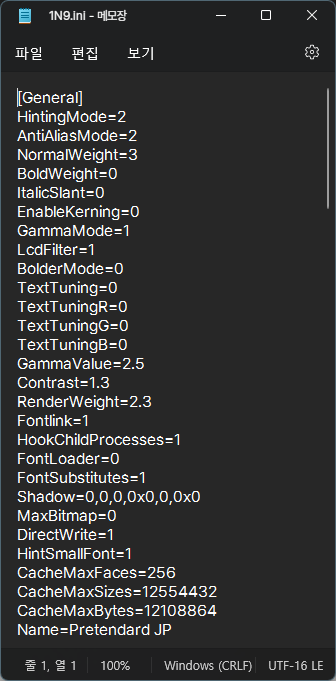 1N9.ini - 메모장
파일 편집 보기
[General]
HintingMode=2
AntiAliasMode=2
NormalWeight=3
BoldWeight=0
ItalicSlant=0
EnableKerning=0
GammaMode=1
LcdFilter=1
BolderMode=0
TextTuning=0
TextTuningR=0
TextTuningG=0
TextTuningB=0
GammaValue=2.5
Contrast=1.3
RenderWeight=2.3
Fontlink=1
HookChildProcesses=1
FontLoader=0
FontSubstitutes=1
Shadow=0,0,0,0x0,0,0x0
MaxBitmap=0
DirectWrite=1
HintSmallFont=1
CacheMaxFaces=256
CacheMaxSizes=12554432
CacheMaxBytes=12108864
Name=Pretendard JP
줄 1, 열 1 100% Windows (CRLF) UTF-16 LE